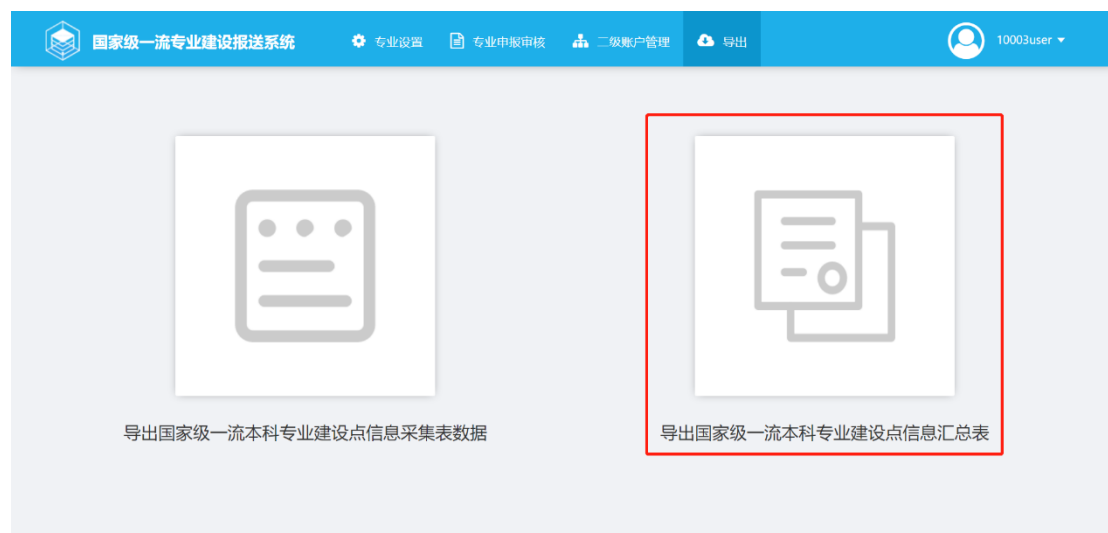 国家级一流专业建设报送系统 专业设置 专业申报审核 二级账户管理 导出 10003user
导出国家级一流本科专业建设点信息采集表数据 导出国家级一流本科专业建设点信息汇总表